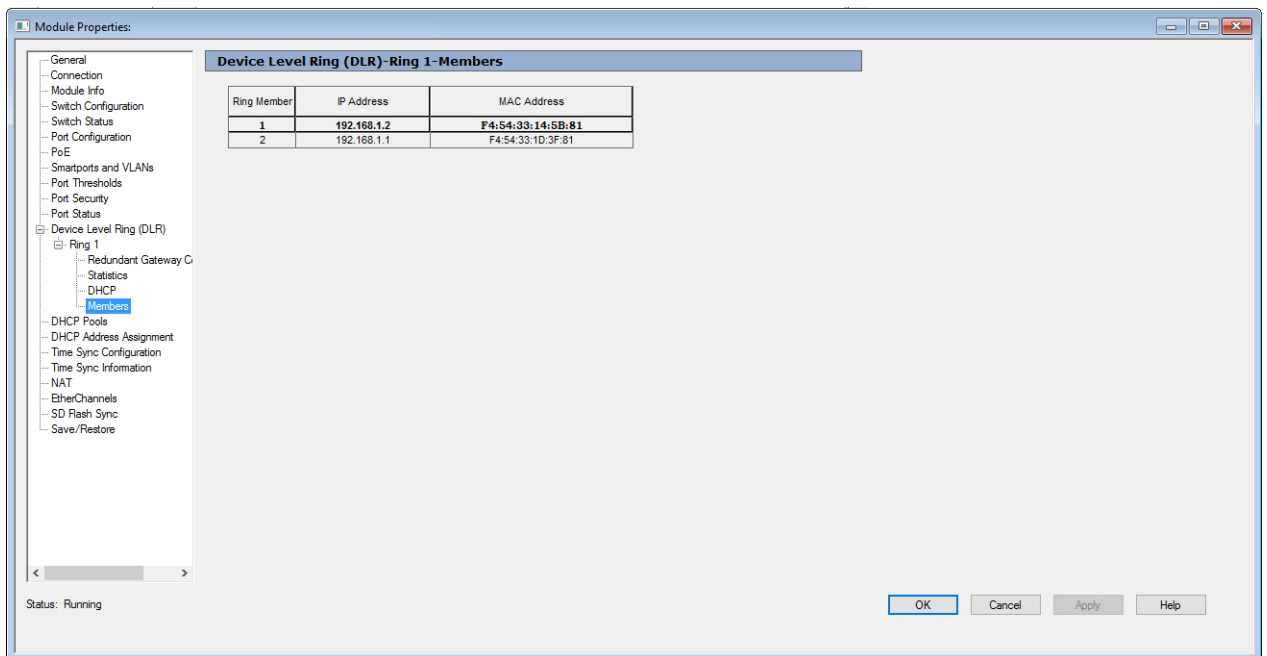 Module Properties:
General
Connection
Module Info
Switch Configuration
Switch Status
Port Configuration
PoE
Smartports and VLANs
Port Thresholds
Port Security
Port Status
Device Level Ring (DLR)
Ring 1
Redundant Gateway C
Statistics
DHCP
Members
DHCP Pools
DHCP Address Assignment
Time Sync Configuration
Time Sync Information
NAT
EtherChannels
SD Flash Sync
Save/Restore
Device Level Ring (DLR)-Ring 1-Members
Ring Member IP Address MAC Address
1 192.168.1.2 F4:54:33:14:5B:81
2 192.168.1.1 F4:54:33:1D:3F:81
Status: Running
OK Cancel Apply Help